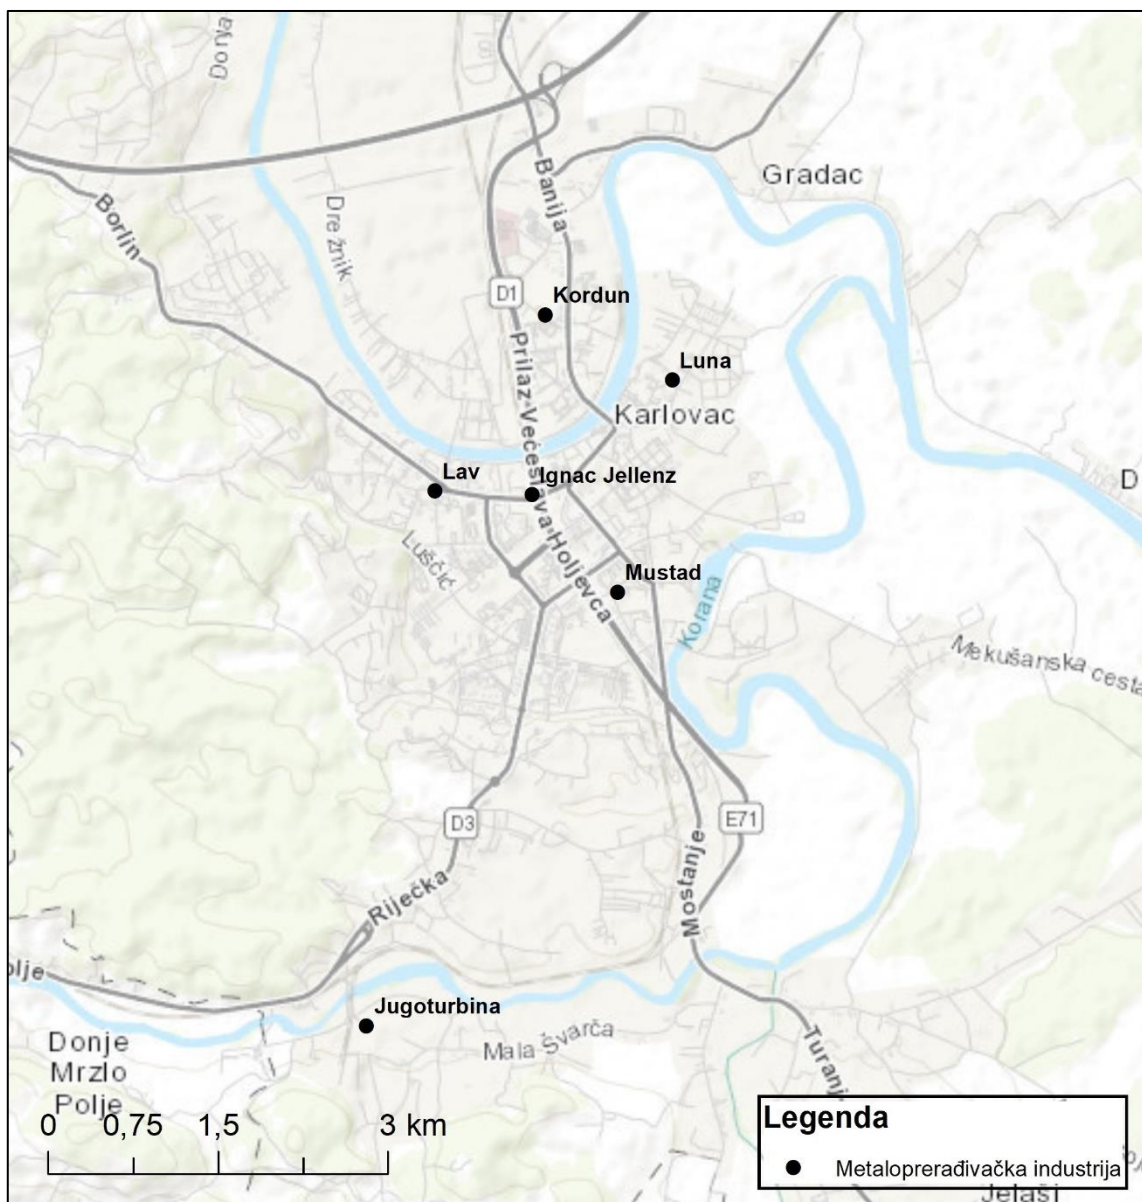 Donja
Gradac
Borlin
Drežnik
Banija
D1
Kordun
Prilaz-Većeslava-Holjevca
Luna
Karlovac
Lav
Ignac Jellenz
D
Luščić
Mustad
Korana
Mekušanska cesta
D3
E71
Mostanje
Riječka
olje
Jugoturbina
Mala Švarča
Turanj
Donje
Mrzlo
Polje
0 0,75 1,5 3 km
Legenda
Metaloprerađivačka industrija
Jelaši